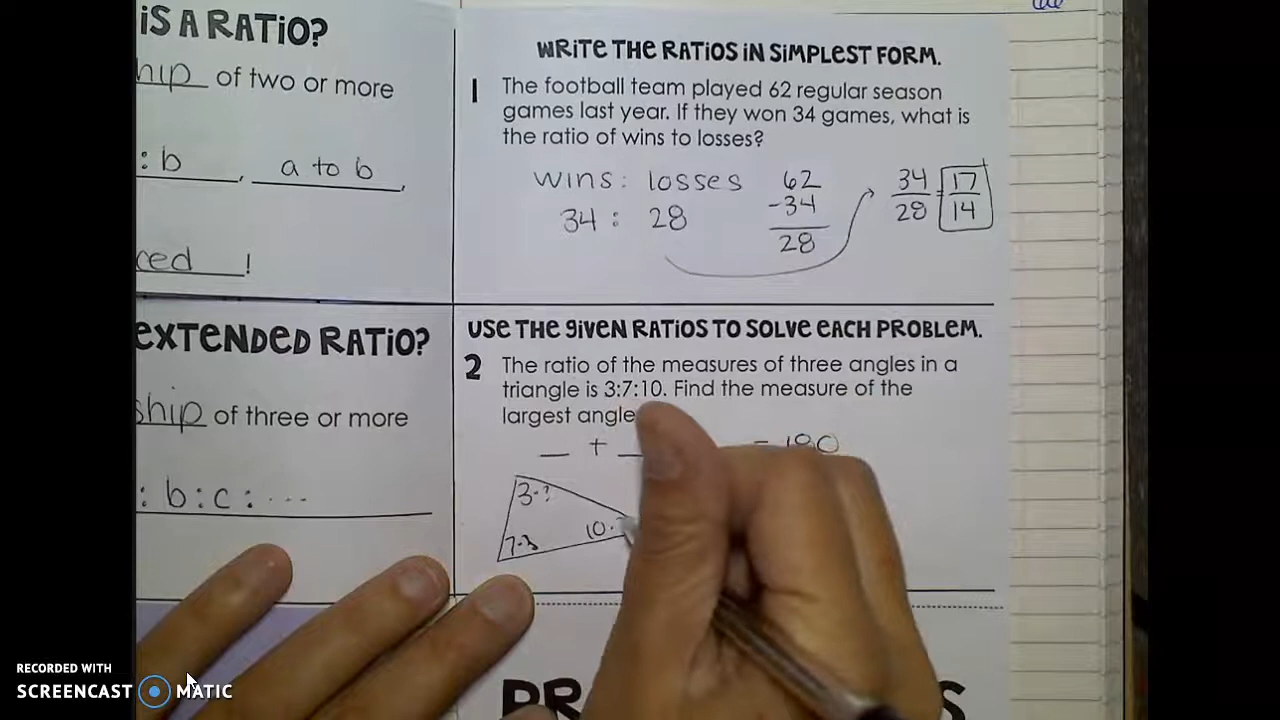 iS A RATiO?
hip of two or more
: b , a to b ,
ced !
EXTENDED RATiO?
ship of three or more
: b : c : ...
WRiTE THE RATiOS iN SiMPLEST FORM.
1 The football team played 62 regular season
games last year. If they won 34 games, what is
the ratio of wins to losses?
wins : losses
34 : 28
62
-34
28
34/28 = 17/14
USE THE GiVEN RATiOS TO SOLVE EACH PROBLEM.
2 The ratio of the measures of three angles in a
triangle is 3:7:10. Find the measure of the
largest angle
_ + _ = 180
3·?
10·
RECORDED WITH
SCREENCAST MATIC